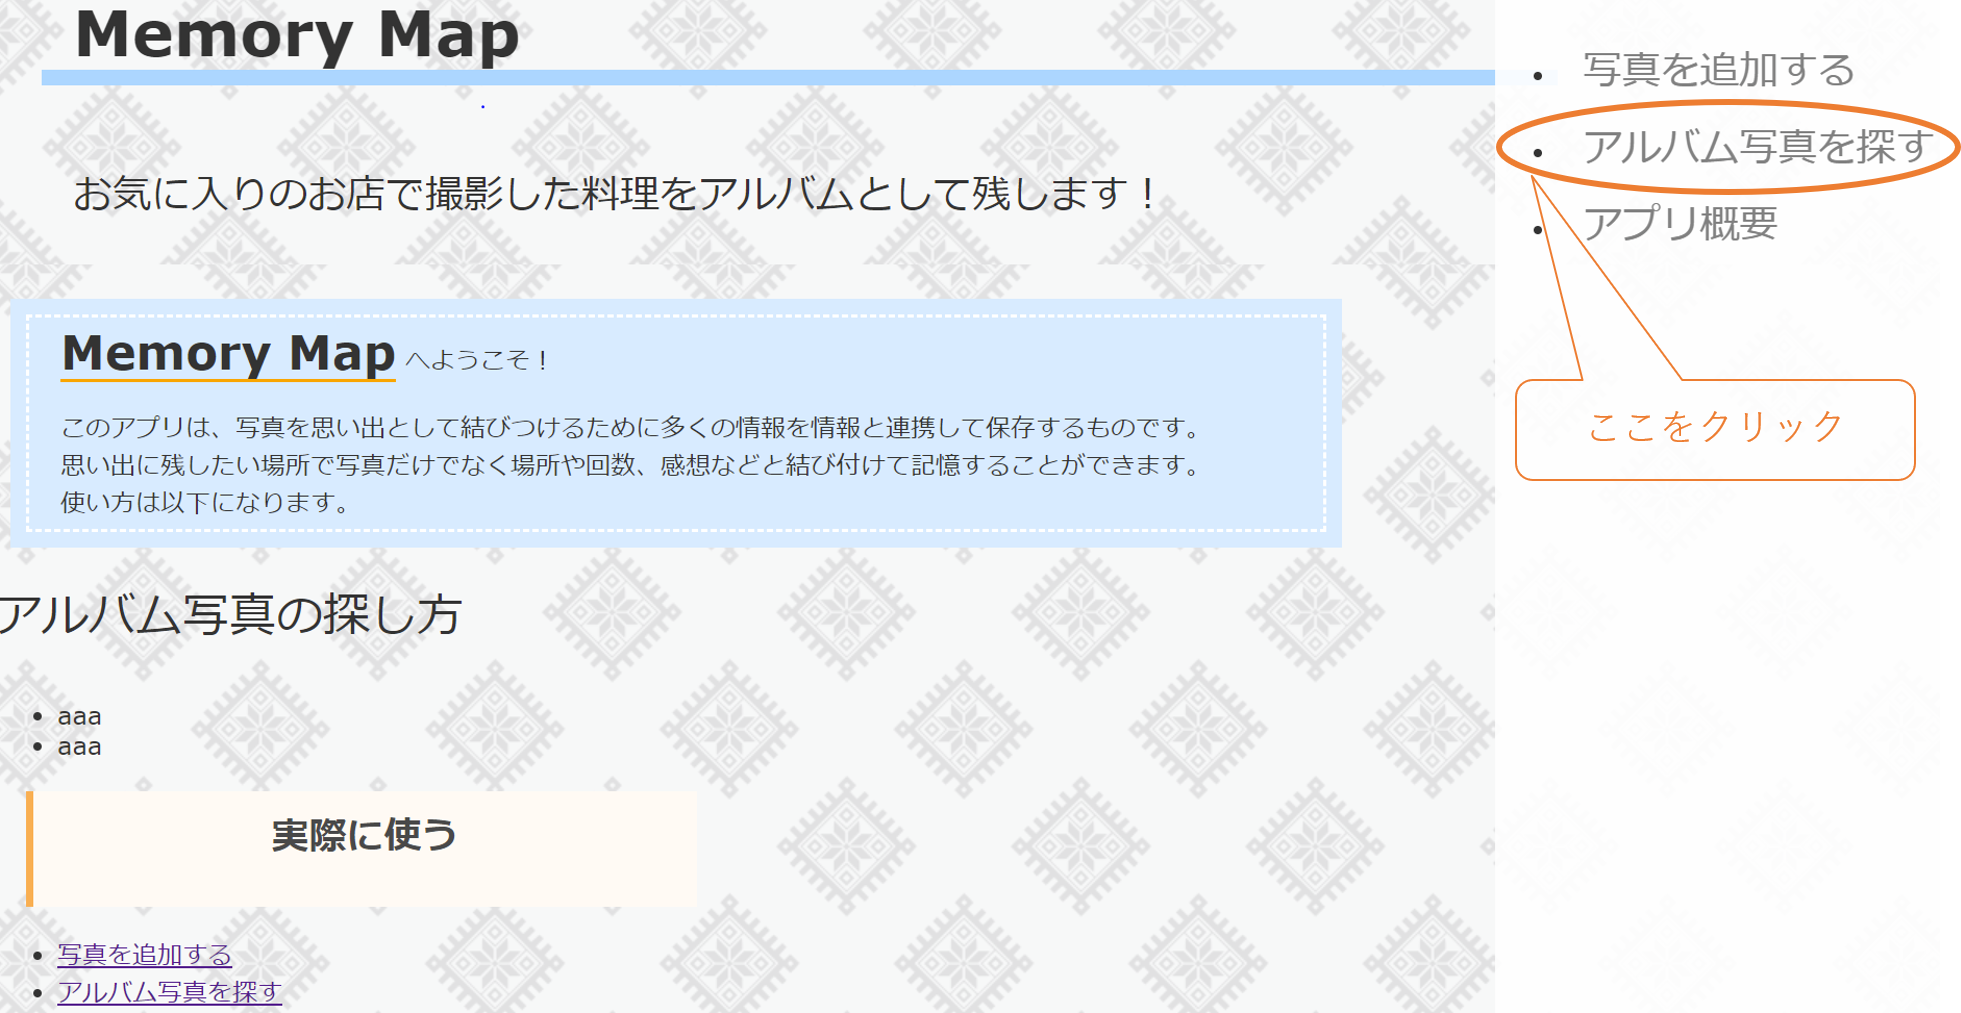 Memory Map
お気に入りのお店で撮影した料理をアルバムとして残します！
Memory Map へようこそ！
このアプリは、写真を思い出として結びつけるために多くの情報を情報と連携して保存するものです。
思い出に残したい場所で写真だけでなく場所や回数、感想などと結び付けて記憶することができます。
使い方は以下になります。
アルバム写真の探し方
aaa
aaa
実際に使う
写真を追加する
アルバム写真を探す
写真を追加する
アルバム写真を探す
アプリ概要
ここをクリック